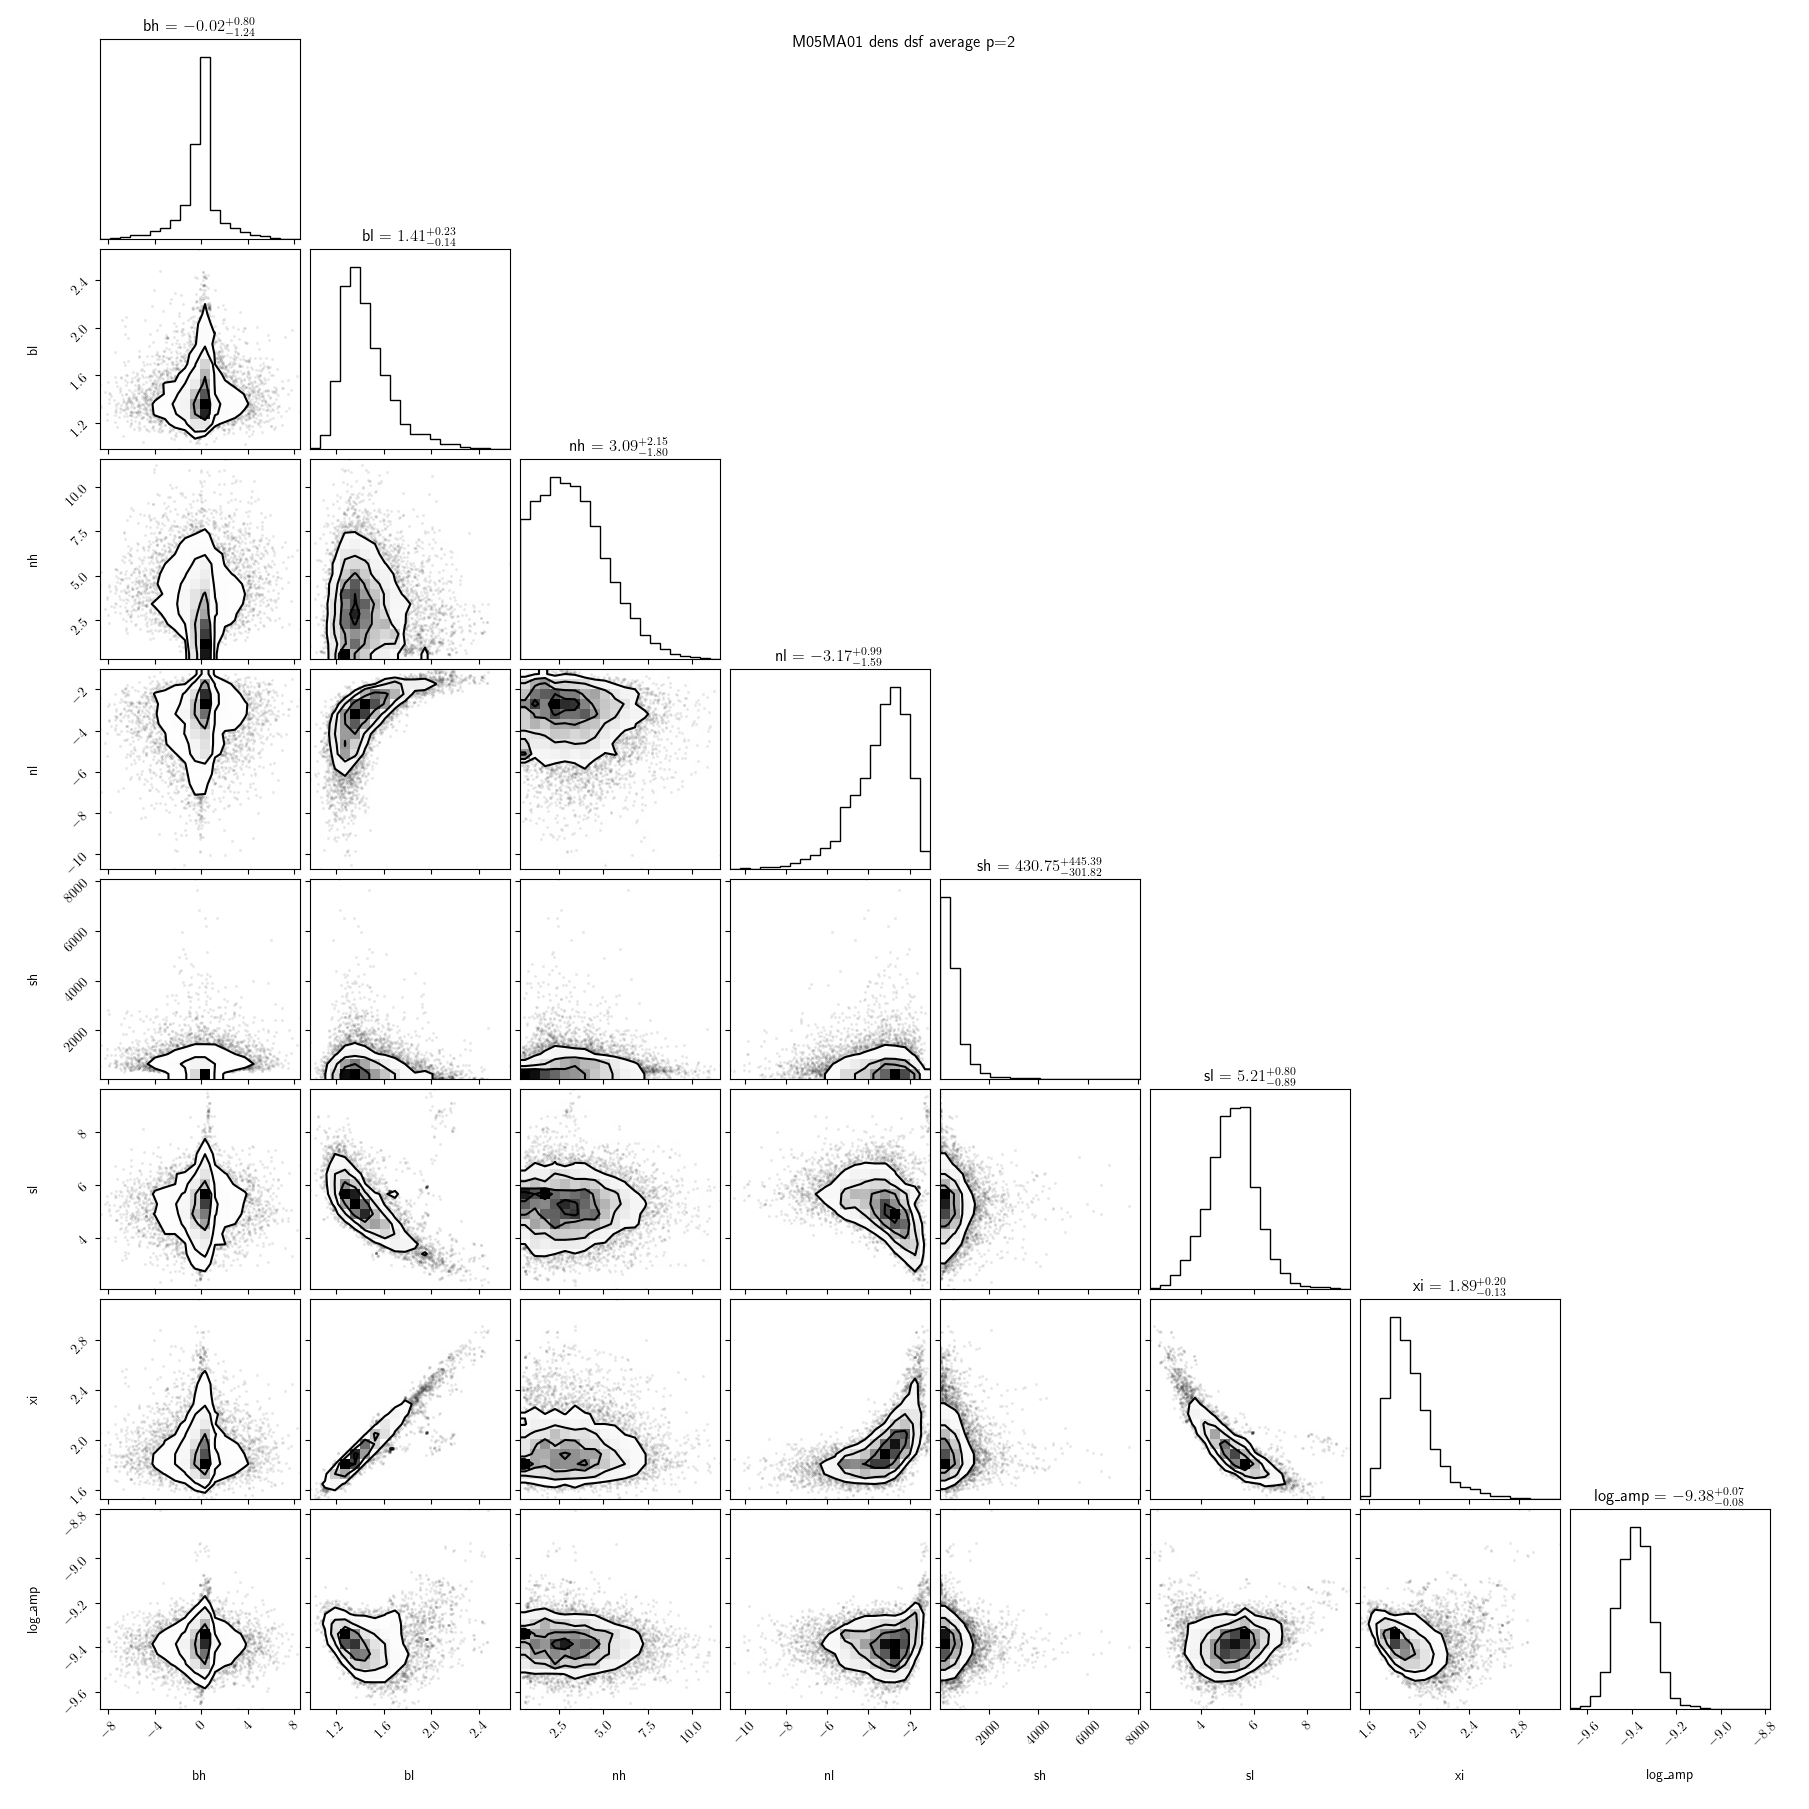 bh = −0.02+0.80−1.24
M05MA01 dens dsf average p=2
bl = 1.41+0.23−0.14
bl
2.4
2.0
1.6
1.2
nh = 3.09+2.15−1.80
nh
10.0
7.5
5.0
2.5
nl = −3.17+0.99−1.59
nl
−2
−4
−6
−8
−10
sh = 430.75+445.39−301.82
sh
8000
6000
4000
2000
sl = 5.21+0.80−0.89
sl
8
6
4
xi = 1.89+0.20−0.13
xi
2.8
2.4
2.0
1.6
log_amp = −9.38+0.07−0.08
log_amp
−8.8
−9.0
−9.2
−9.4
−9.6
−8 −4 0 4 8 1.2 1.6 2.0 2.4 2.5 5.0 7.5 10.0 −10 −8 −6 −4 −2 2000 4000 6000 8000 4 6 8 1.6 2.0 2.4 2.8 −9.6 −9.4 −9.2 −9.0 −8.8
bh bl nh nl sh sl xi log_amp